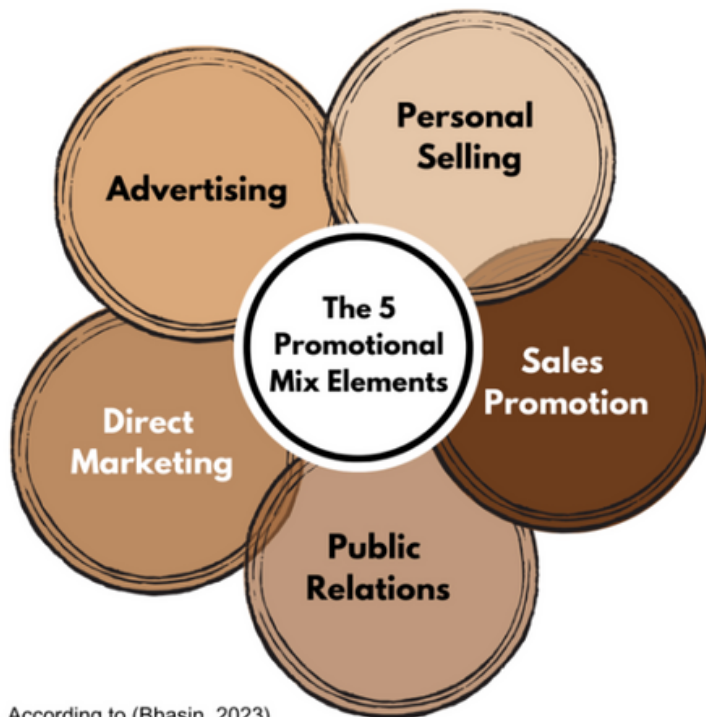 Personal
Selling
Advertising
The 5
Promotional
Mix Elements
Sales
Promotion
Direct
Marketing
Public
Relations
According to (Bhasin, 2023)